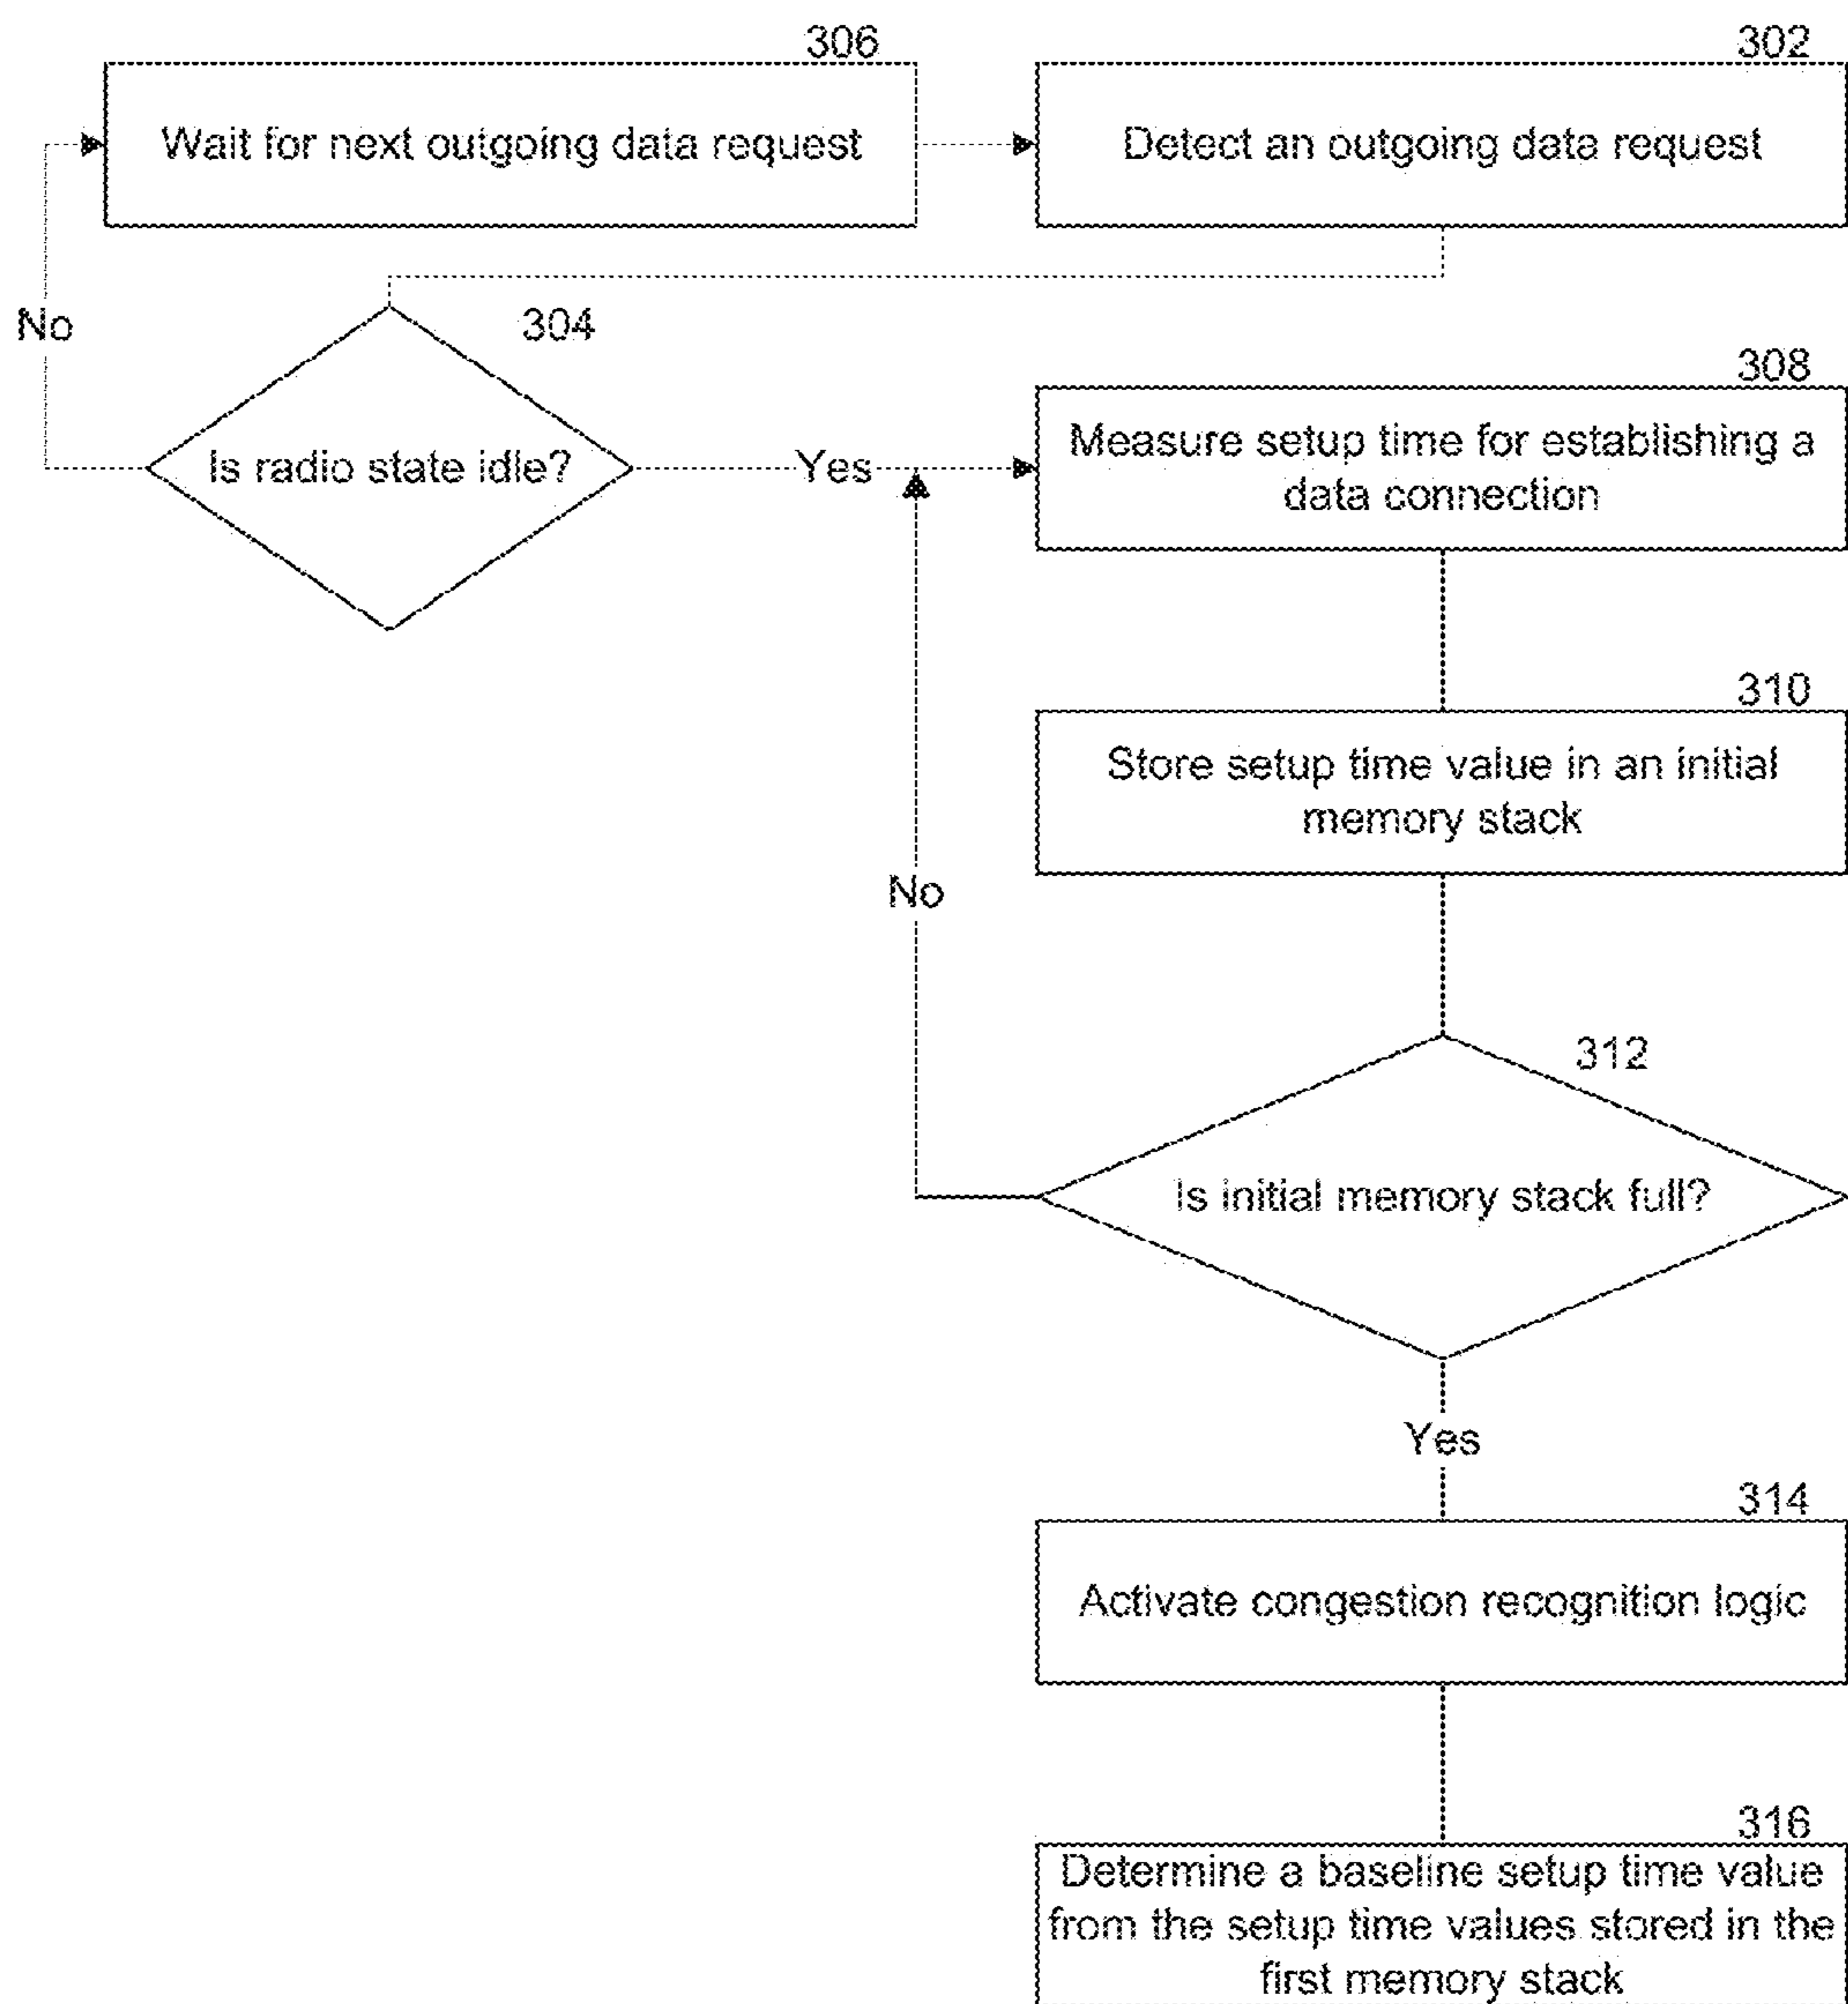 306
Wait for next outgoing data request
302
Detect an outgoing data request
No
304
Is radio state idle?
Yes
308
Measure setup time for establishing a
data connection
310
Store setup time value in an initial
memory stack
No
312
Is initial memory stack full?
Yes
314
Activate congestion recognition logic
316
Determine a baseline setup time value
from the setup time values stored in the
first memory stack